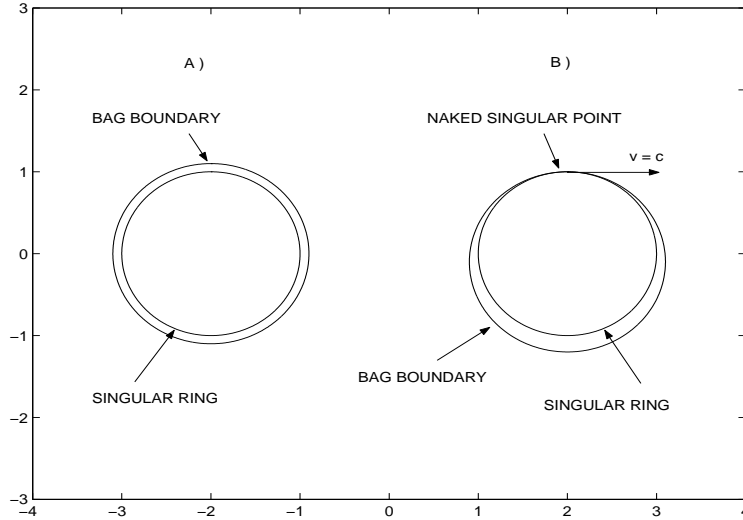 3
2
1
0
−1
−2
−3
−4
−3
−2
−1
0
1
2
3
4
A )
B )
BAG BOUNDARY
NAKED SINGULAR POINT
v = c
BAG BOUNDARY
SINGULAR RING
SINGULAR RING